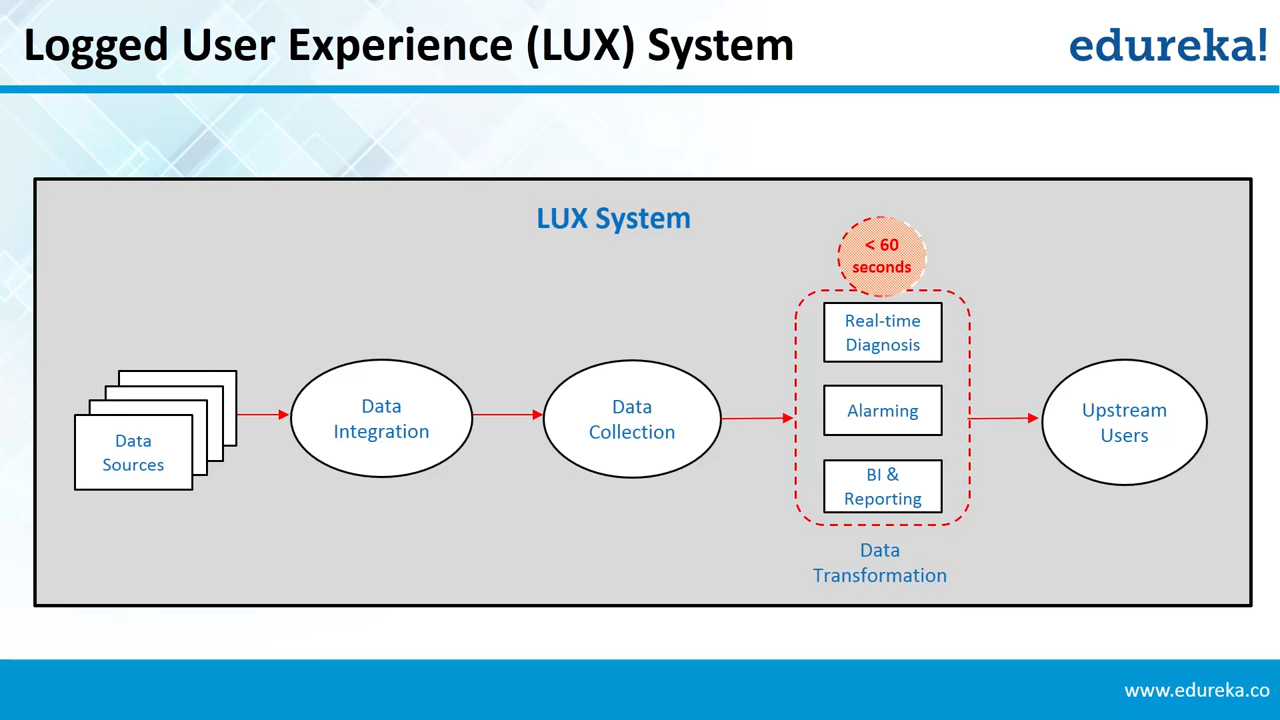 Logged User Experience (LUX) System
edureka!
LUX System
< 60
seconds
Real-time
Diagnosis
Data
Sources
Data
Integration
Data
Collection
Alarming
Upstream
Users
BI &
Reporting
Data
Transformation
www.edureka.co